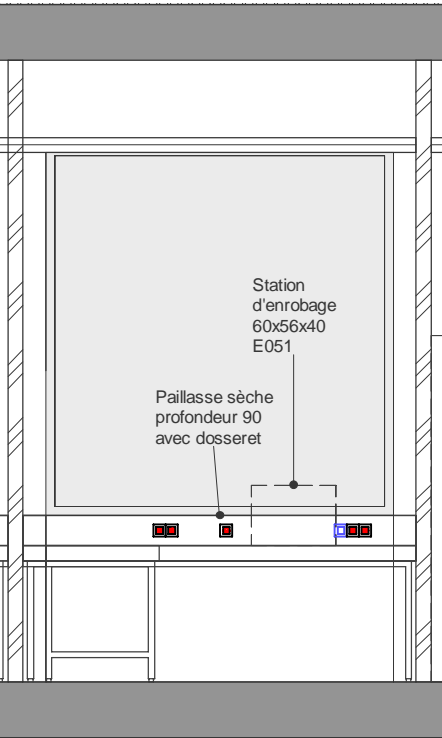 Station
d'enrobage
60x56x40
E051
Paillasse sèche
profondeur 90
avec dosseret